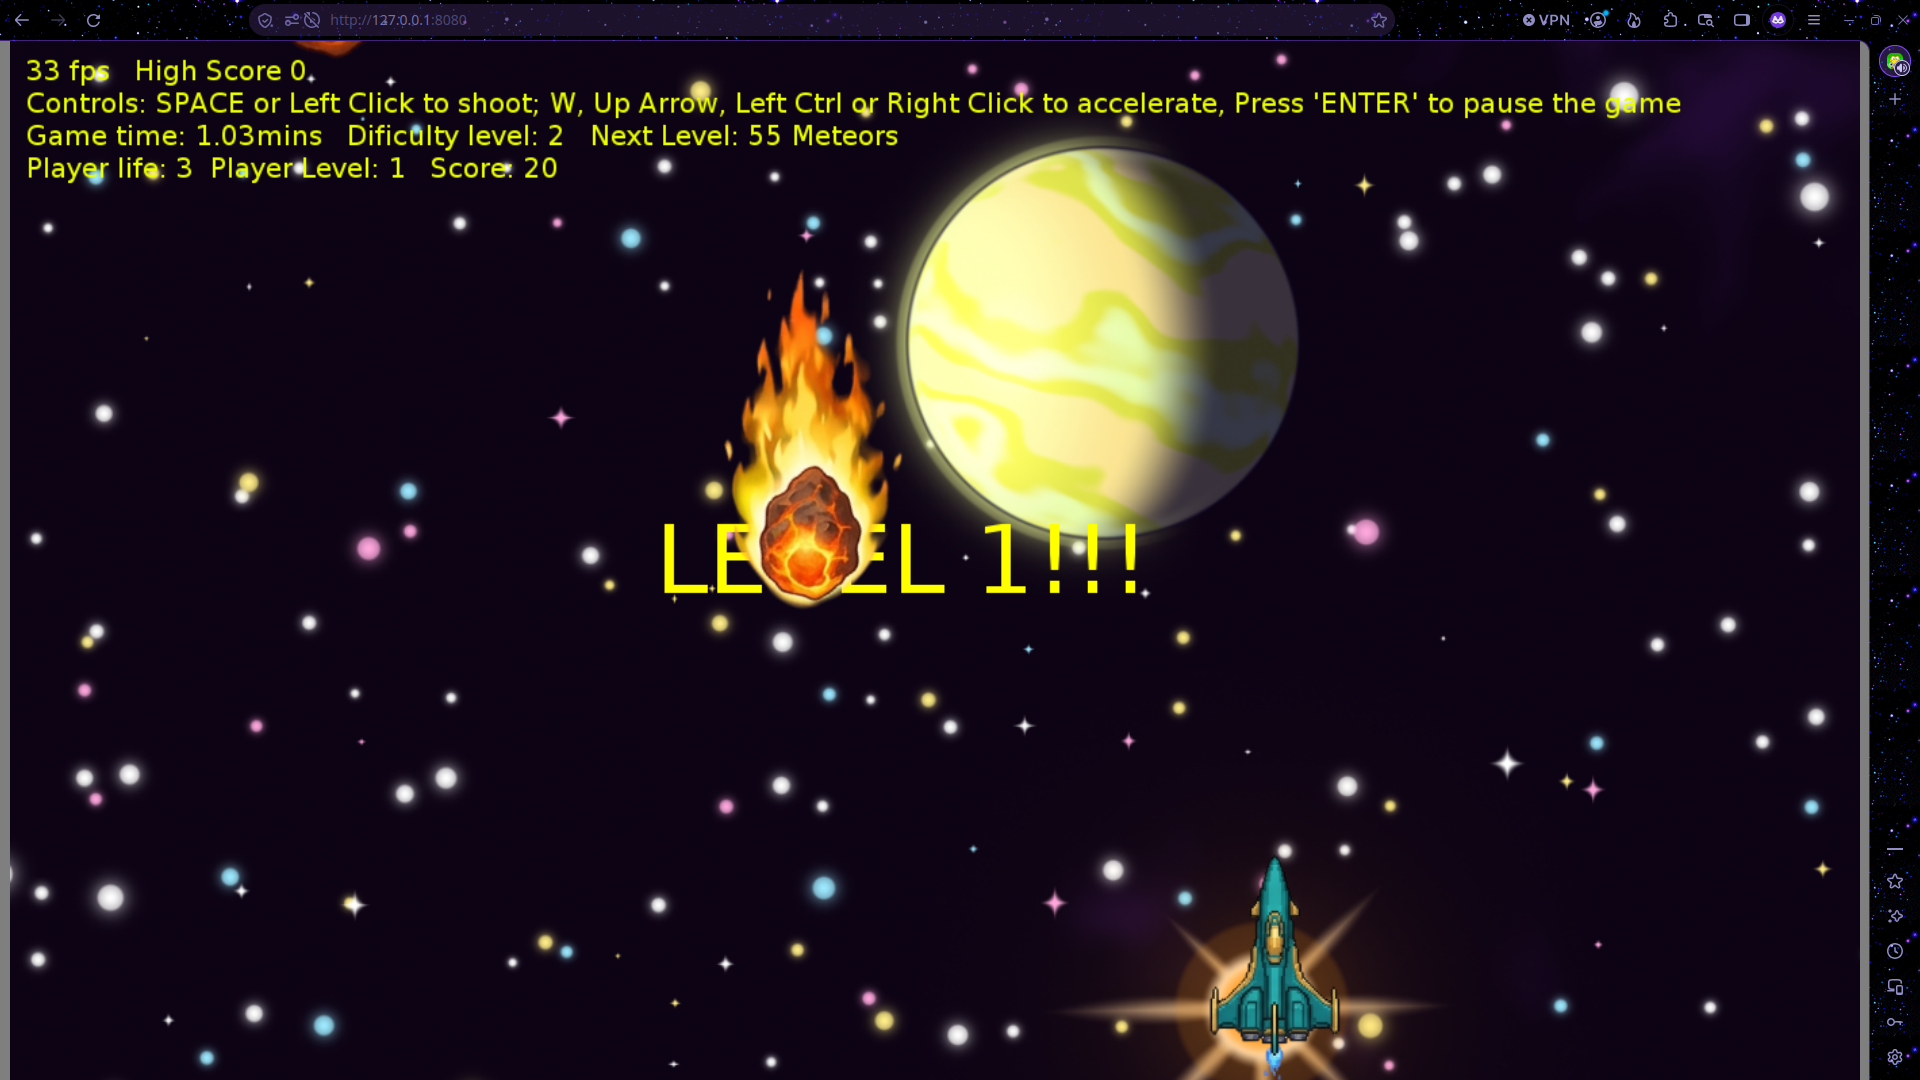 http://127.0.0.1:8080
VPN
33 fps High Score 0
Controls: SPACE or Left Click to shoot; W, Up Arrow, Left Ctrl or Right Click to accelerate, Press 'ENTER' to pause the game
Game time: 1.03mins Dificulty level: 2 Next Level: 55 Meteors
Player life: 3 Player Level: 1 Score: 20
LEVEL 1!!!